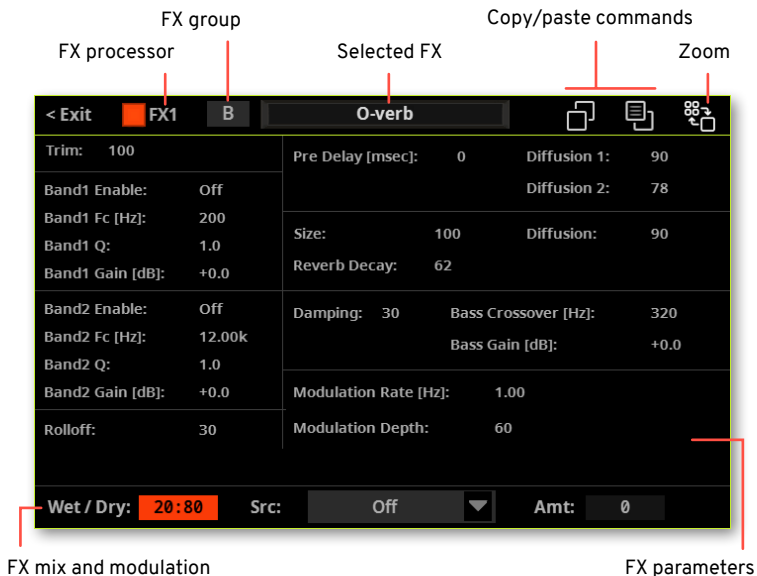 FX group
Copy/paste commands
FX processor
Selected FX
Zoom
< Exit FX1 B O-verb
Trim: 100
Band1 Enable: Off
Band1 Fc [Hz]: 200
Band1 Q: 1.0
Band1 Gain [dB]: +0.0
Band2 Enable: Off
Band2 Fc [Hz]: 12.00k
Band2 Q: 1.0
Band2 Gain [dB]: +0.0
Rolloff: 30
Pre Delay [msec]: 0 Diffusion 1: 90
Diffusion 2: 78
Size: 100 Diffusion: 90
Reverb Decay: 62
Damping: 30 Bass Crossover [Hz]: 320
Bass Gain [dB]: +0.0
Modulation Rate [Hz]: 1.00
Modulation Depth: 60
Wet / Dry: 20:80 Src: Off Amt: 0
FX mix and modulation
FX parameters